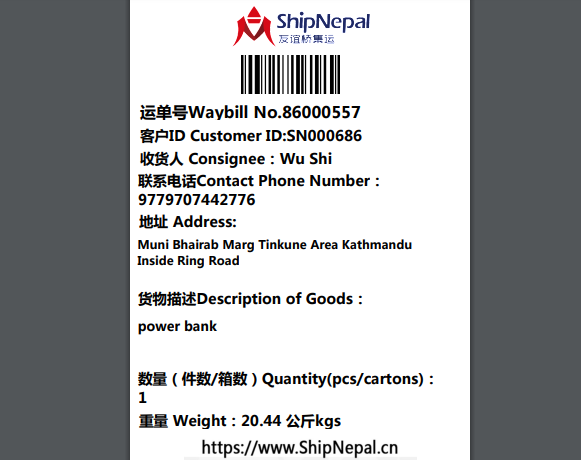 ShipNepal
友谊桥集运
运单号Waybill No.86000557
客户ID Customer ID:SN000686
收货人 Consignee：Wu Shi
联系电话Contact Phone Number：
9779707442776
地址 Address:
Muni Bhairab Marg Tinkune Area Kathmandu
Inside Ring Road
货物描述Description of Goods：
power bank
数量（件数/箱数）Quantity(pcs/cartons)：
1
重量 Weight：20.44 公斤kgs
https://www.ShipNepal.cn